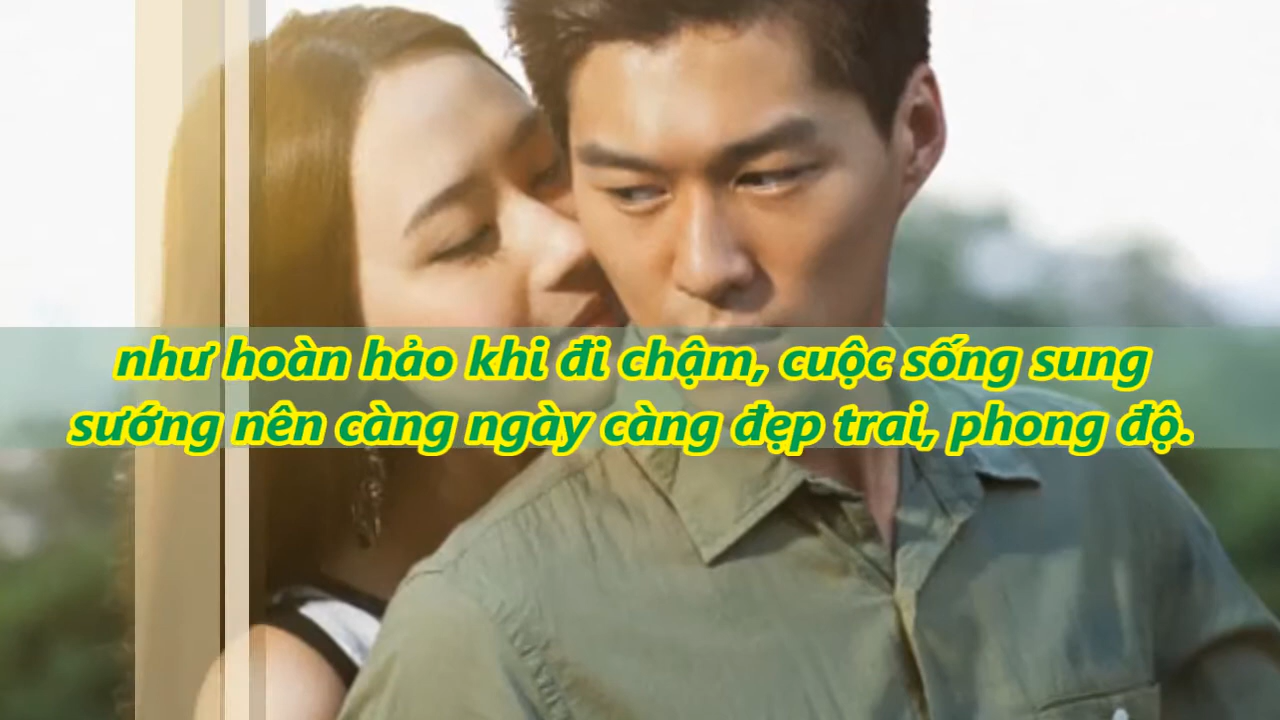 như hoàn hảo khi đi chậm, cuộc sống sung
sướng nên càng ngày càng đẹp trai, phong độ.